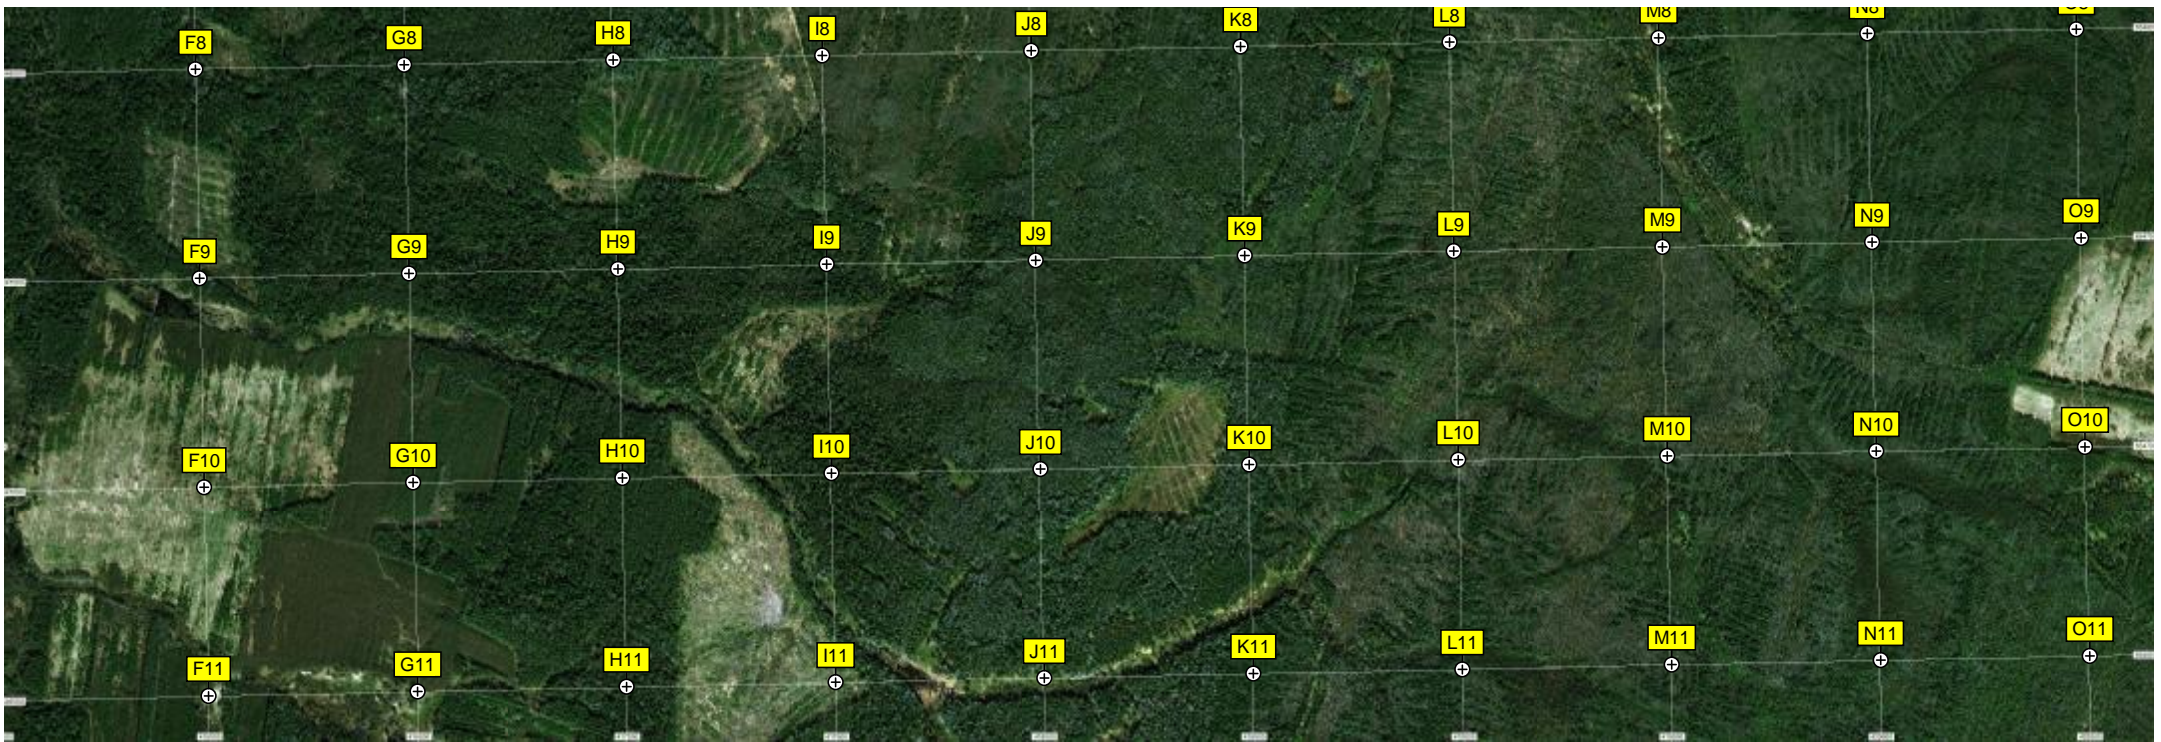 F8 G8 H8 I8 J8 K8 L8 M8 N8
F9 G9 H9 I9 J9 K9 L9 M9 N9 O9
F10 G10 H10 I10 J10 K10 L10 M10 N10 O10
F11 G11 H11 I11 J11 K11 L11 M11 N11 O11